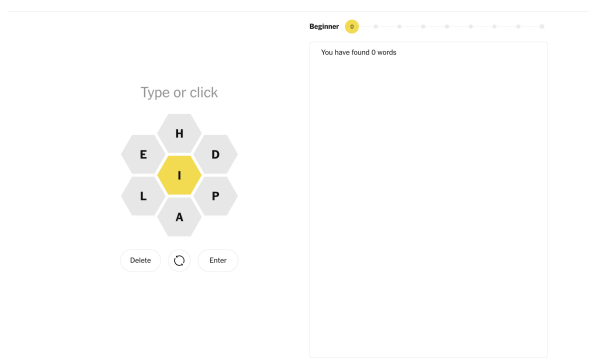 Beginner 0
You have found 0 words
Type or click
H
E D
I
L P
A
Delete Enter